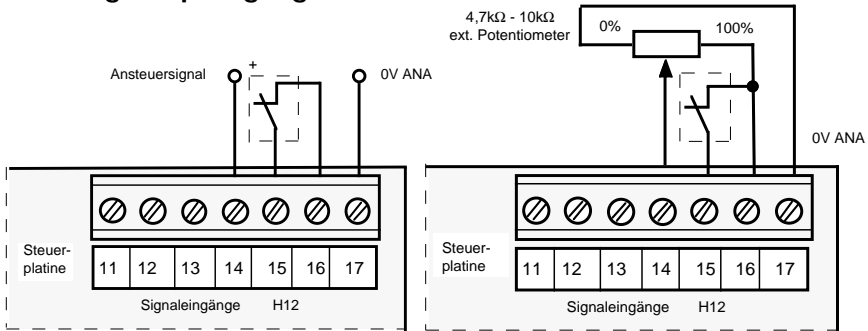 Ansteuersignal
+
0V ANA
Steuer-
platine
11 12 13 14 15 16 17
Signaleingänge H12
4,7kΩ - 10kΩ
ext. Potentiometer
0% 100%
0V ANA
Steuer-
platine
11 12 13 14 15 16 17
Signaleingänge H12